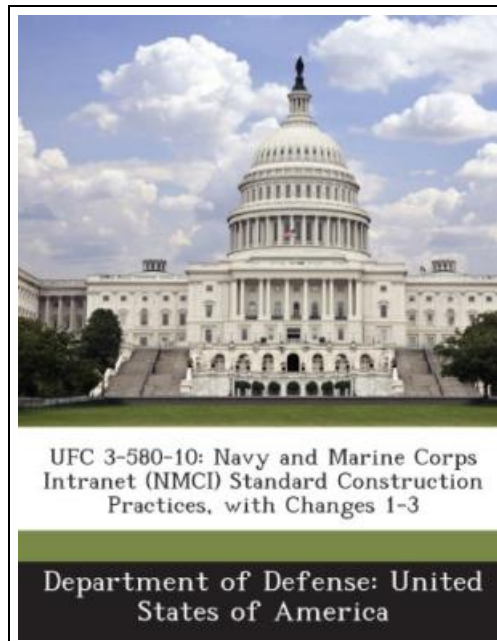 UFC 3-580-10: Navy and Marine Corps
Intranet (NMCI) Standard Construction
Practices, with Changes 1-3
Department of Defense: United
States of America